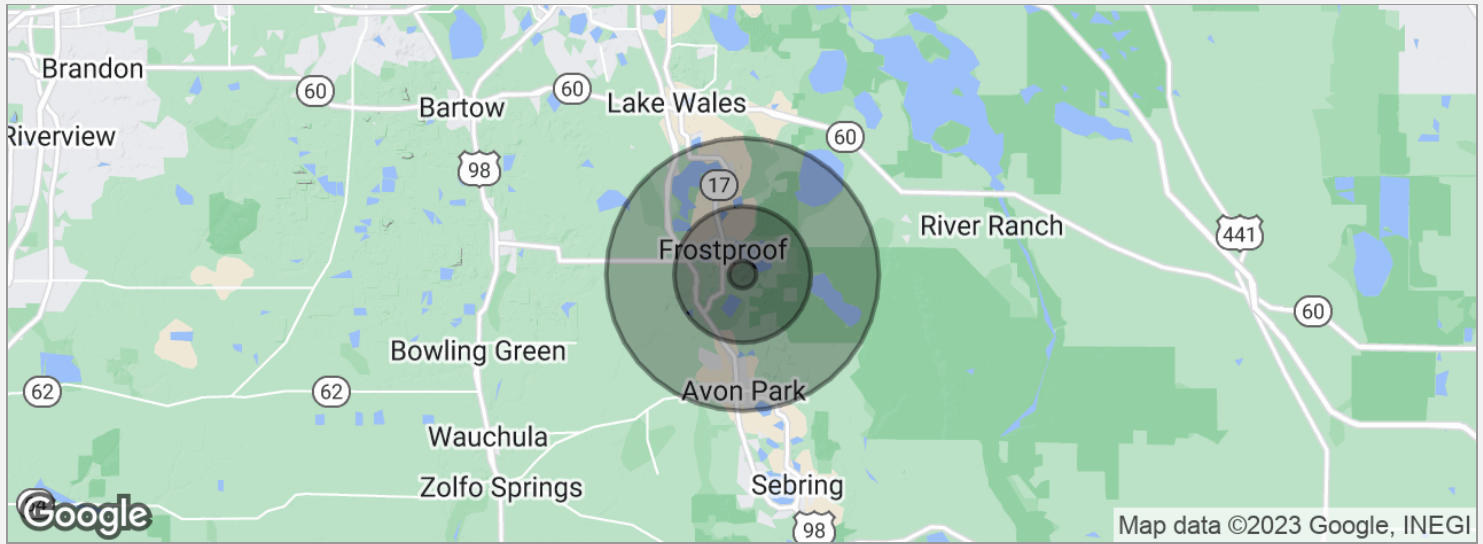 Brandon
60
60
Bartow
Lake Wales
60
Riverview
98
17
River Ranch
441
Frostproof
60
Bowling Green
62
62
Avon Park
Wauchula
Zolfo Springs
Sebring
Google
98
Map data ©2023 Google, INEGI